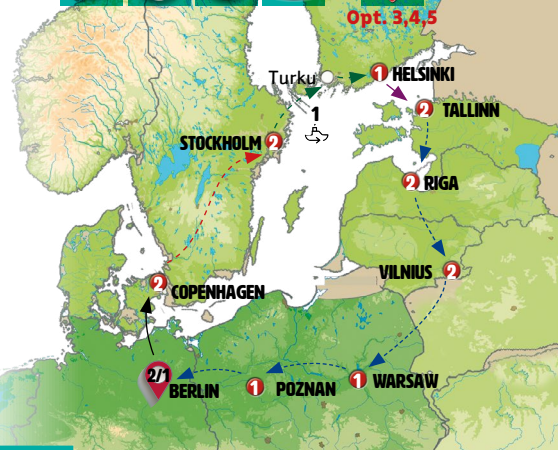 Opt. 3,4,5
Turku
1
HELSINKI
1
2
TALLINN
STOCKHOLM
2
2
RIGA
VILNIUS
2
2
COPENHAGEN
2/1
BERLIN
1
POZNAN
1
WARSAW